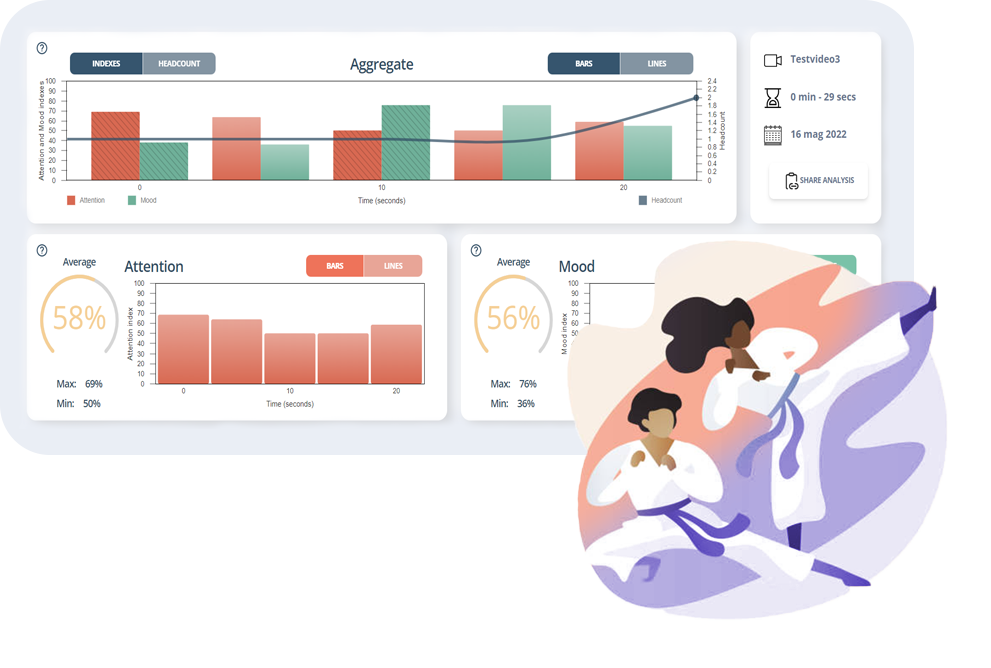 ?
INDEXES HEADCOUNT
Aggregate
BARS LINES
Attention and Mood indexes
100
90
80
70
60
50
40
30
20
10
0
2.4
2.2
2
1.8
1.6
1.4
1.2
1
0.8
0.6
0.4
0.2
0
Headcount
0 10 20
Attention Mood
Time (seconds)
Headcount
Testvideo3
0 min - 29 secs
16 mag 2022
SHARE ANALYSIS
?
Average
58%
Max: 69%
Min: 50%
Attention
BARS LINES
Attention index
100
90
80
70
60
50
40
30
20
10
0
0 10 20
Time (seconds)
?
Average
56%
Max: 76%
Min: 36%
Mood
Mood index
100
90
80
70
60
50